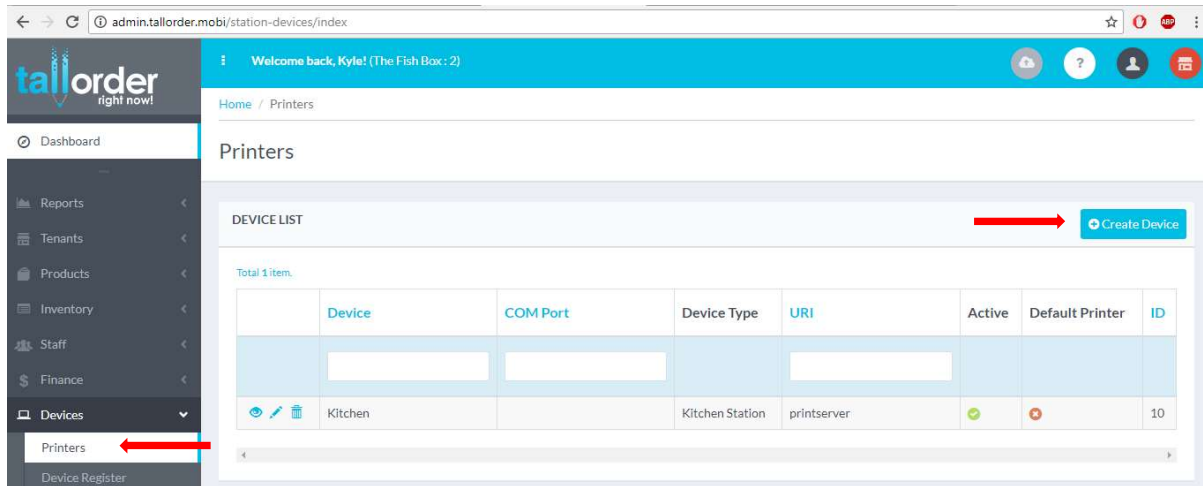 admin.tallorder.mobi/station-devices/index
ABP
tallorder
right now!
Welcome back, Kyle! (The Fish Box : 2)
?
Home / Printers
Dashboard
Printers
Reports
Tenants
Products
Inventory
Staff
$ Finance
Devices
Printers
Device Register
DEVICE LIST
Create Device
Total 1 item.
Device COM Port Device Type URI Active Default Printer ID
Kitchen Kitchen Station printserver 10